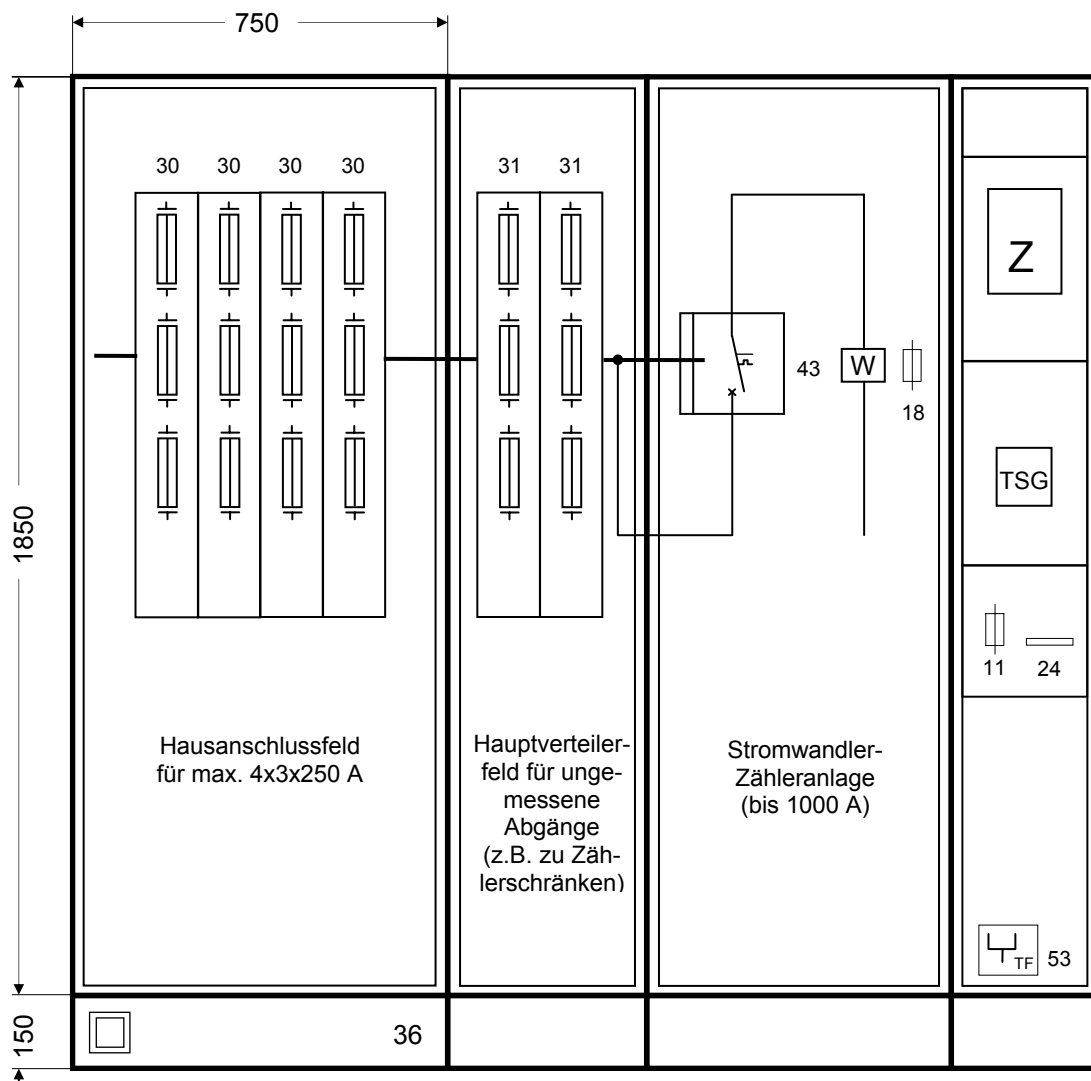 750
30 30 30 30
31 31
Z
43
W
18
1850
TSG
11 24
Hausanschlussfeld
für max. 4x3x250 A
Hauptverteiler-
feld für unge-
messene
Abgänge
(z.B. zu Zäh-
lerschränken)
Stromwandler-
Zähleranlage
(bis 1000 A)
TF 53
150
36